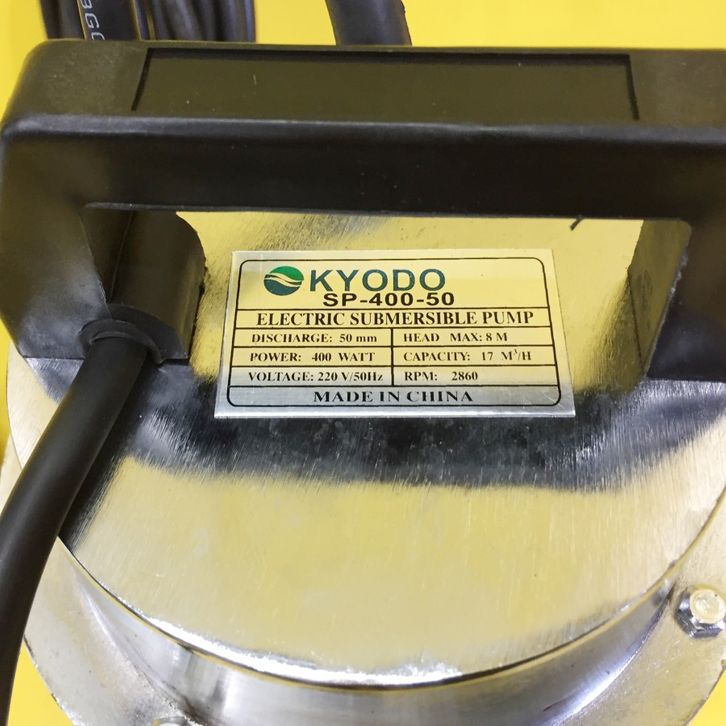 KYODO
SP-400-50
ELECTRIC SUBMERSIBLE PUMP
DISCHARGE: 50 mm HEAD MAX: 8 M
POWER: 400 WATT CAPACITY: 17 M³/H
VOLTAGE: 220 V/50Hz RPM: 2860
MADE IN CHINA